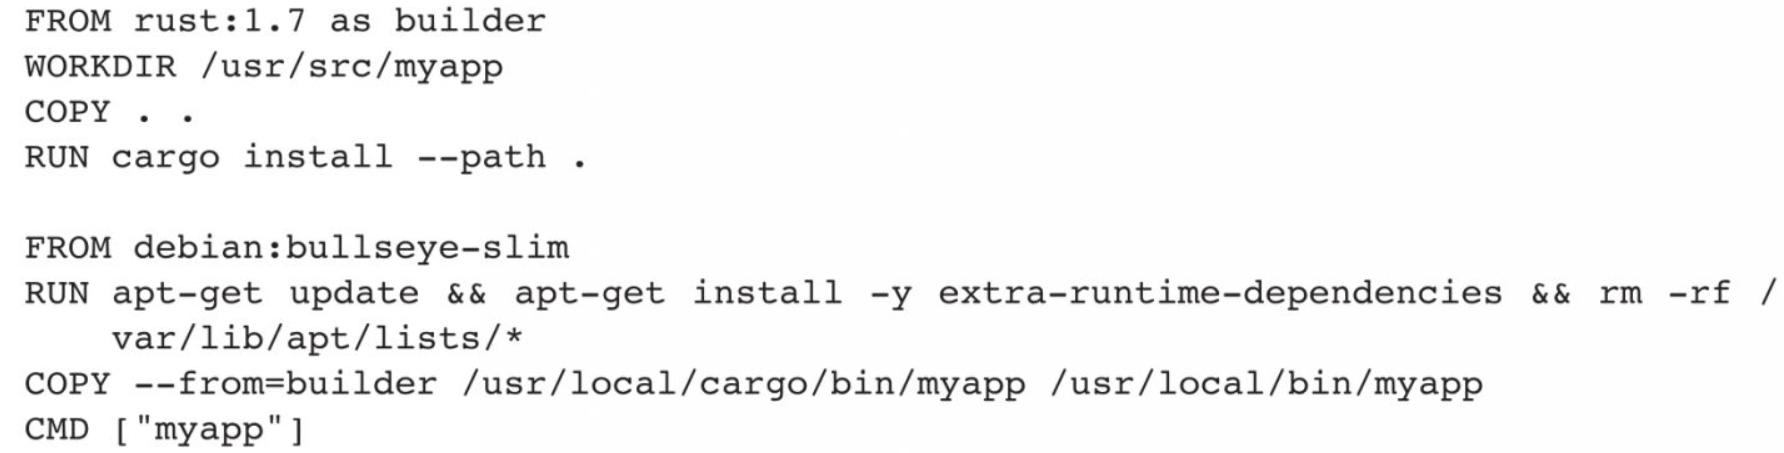 FROM rust:1.7 as builder
WORKDIR /usr/src/myapp
COPY . .
RUN cargo install --path .
FROM debian:bullseye-slim
RUN apt-get update && apt-get install -y extra-runtime-dependencies && rm -rf /
var/lib/apt/lists/*
COPY --from=builder /usr/local/cargo/bin/myapp /usr/local/bin/myapp
CMD ["myapp"]